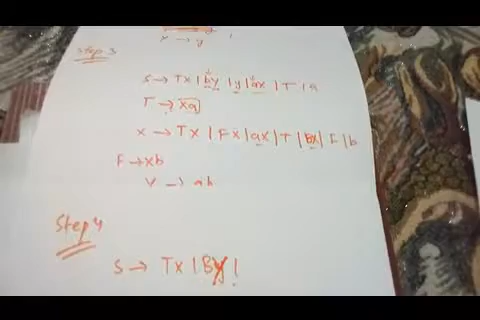 x → y |
Step 3
S → TX | by | y | ax | T | a
T → xa
X → TX | FX | ax | T | BX | F | b
F → Xb
Y → ab
Step 4
S → TX | BY |